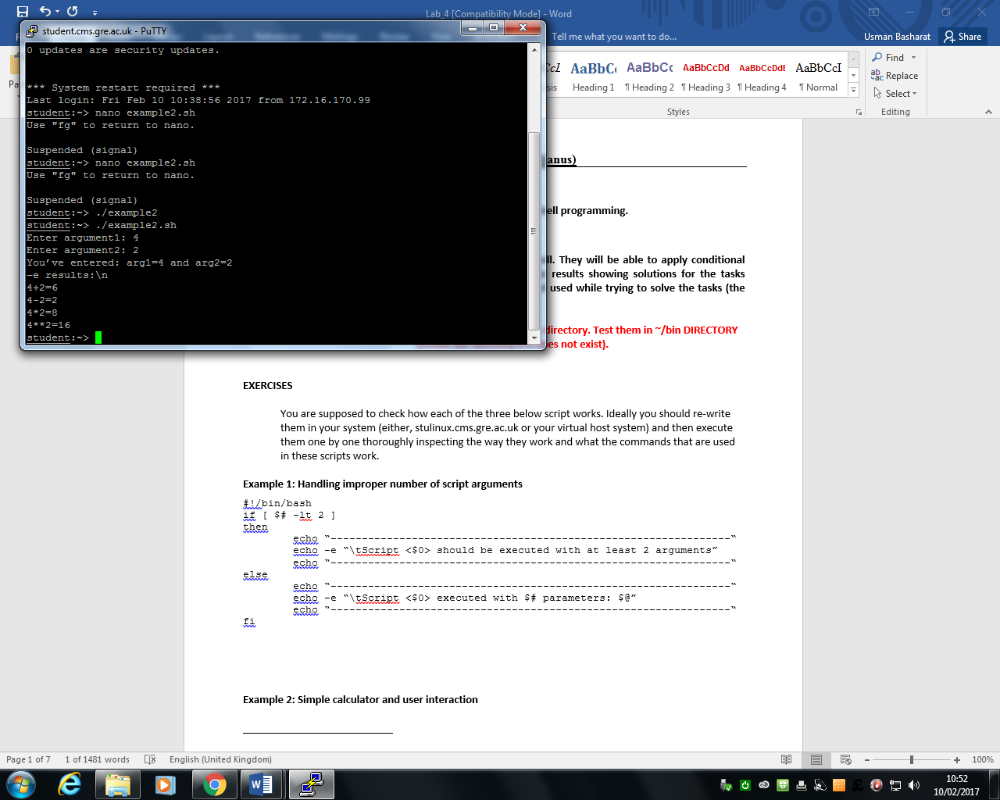 Lab_4 [Compatibility Mode] - Word
student.cms.gre.ac.uk - PuTTY
Tell me what you want to do...
Usman Basharat
Share
0 updates are security updates.
*** System restart required ***
Last login: Fri Feb 10 10:38:56 2017 from 172.16.170.99
student:~> nano example2.sh
Use "fg" to return to nano.
Suspended (signal)
student:~> nano example2.sh
Use "fg" to return to nano.
Suspended (signal)
student:~> ./example2
student:~> ./example2.sh
Enter argument1: 4
Enter argument2: 2
You've entered: arg1=4 and arg2=2
-e results:\n
4+2=6
4-2=2
4*2=8
4**2=16
student:~>
AaBbC AaBbCc AaBbCcDd AaBbCcDdE AaBbCcI
Heading 1 ¶ Heading 2 ¶ Heading 3 ¶ Heading 4 ¶ Normal
Styles
Find
Replace
Select
Editing
anus)
ell programming.
ll. They will be able to apply conditional
results showing solutions for the tasks
used while trying to solve the tasks (the
directory. Test them in ~/bin DIRECTORY
oes not exist).
EXERCISES
You are supposed to check how each of the three below script works. Ideally you should re-write
them in your system (either, stulinux.cms.gre.ac.uk or your virtual host system) and then execute
them one by one thoroughly inspecting the way they work and what the commands that are used
in these scripts work.
Example 1: Handling improper number of script arguments
#!/bin/bash
if [ $# -lt 2 ]
then
echo “----------------------------------------------------------------“
echo -e “\tScript <$0> should be executed with at least 2 arguments”
echo “----------------------------------------------------------------“
else
echo “----------------------------------------------------------------“
echo -e “\tScript <$0> executed with $# parameters: $@”
echo “----------------------------------------------------------------“
fi
Example 2: Simple calculator and user interaction
Page 1 of 7 1 of 1481 words English (United Kingdom) 100%
10:52
10/02/2017